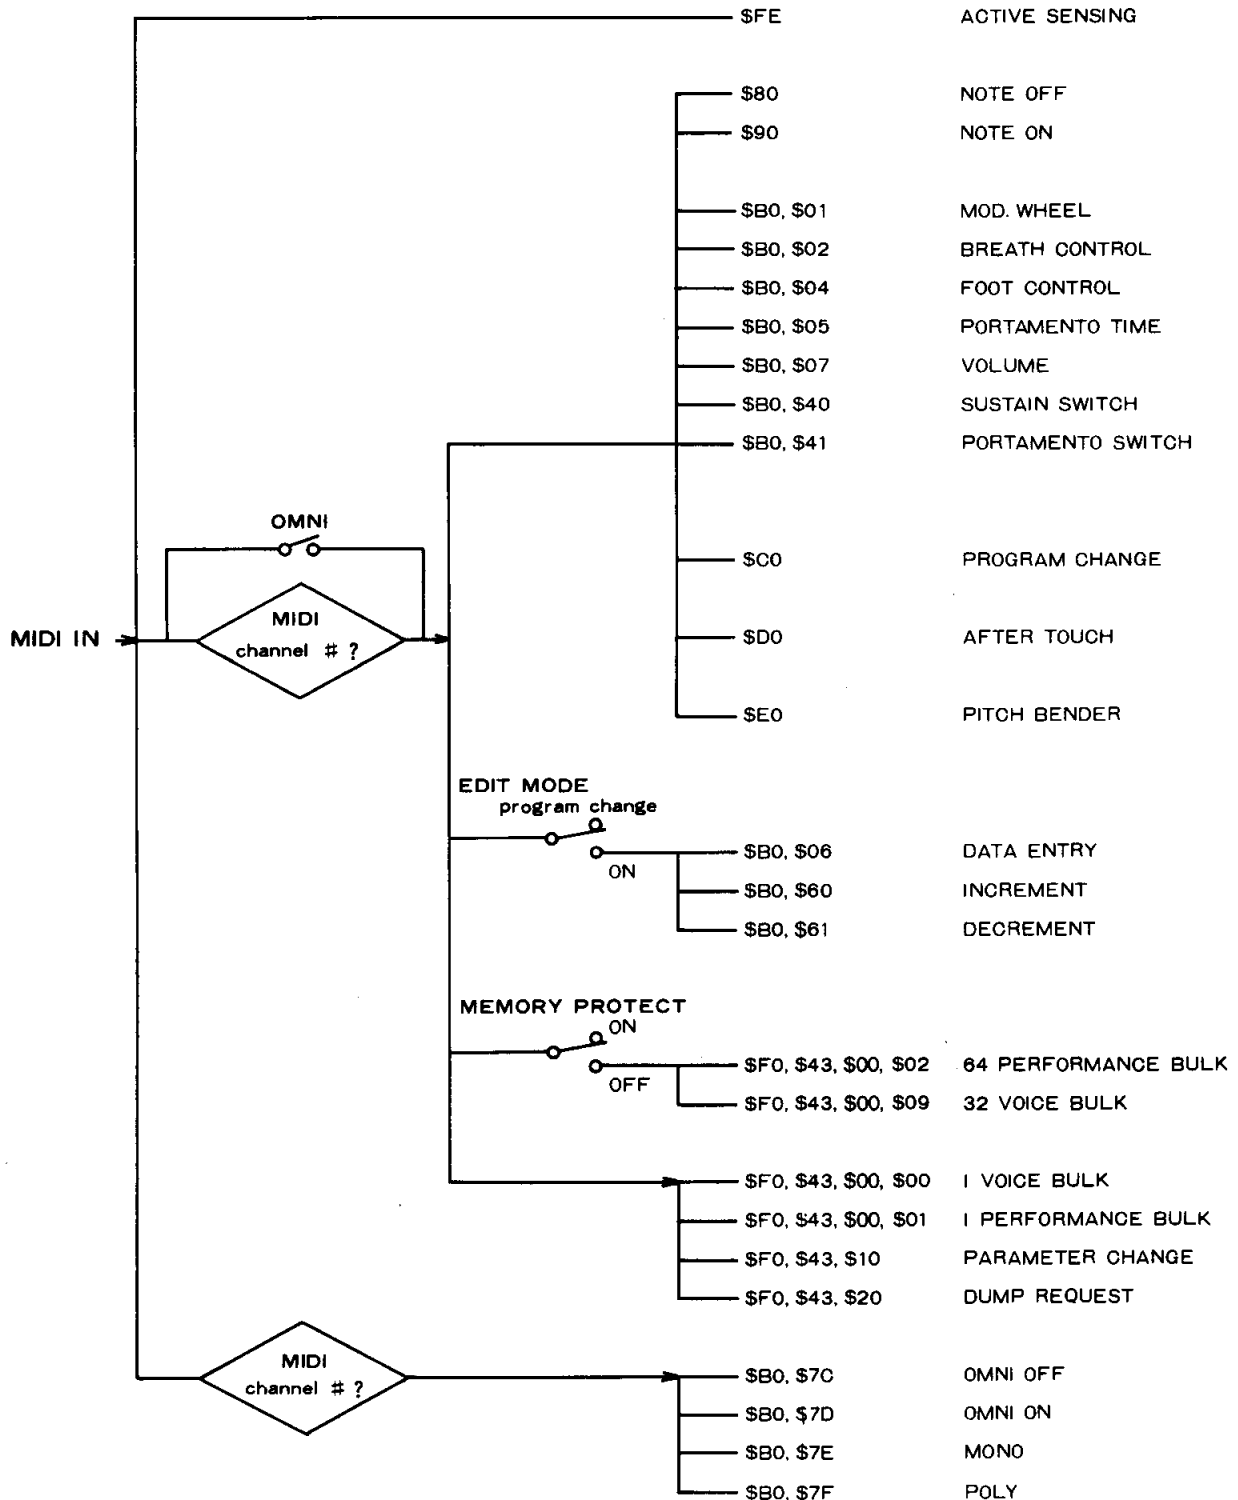 $FE ACTIVE SENSING
$80 NOTE OFF
$90 NOTE ON
$B0, $01 MOD. WHEEL
$B0, $02 BREATH CONTROL
$B0, $04 FOOT CONTROL
$B0, $05 PORTAMENTO TIME
$B0, $07 VOLUME
$B0, $40 SUSTAIN SWITCH
$B0, $41 PORTAMENTO SWITCH
OMNI
$C0 PROGRAM CHANGE
MIDI
MIDI IN
channel # ?
$D0 AFTER TOUCH
$E0 PITCH BENDER
EDIT MODE
program change
$B0, $06 DATA ENTRY
ON
$B0, $60 INCREMENT
$B0, $61 DECREMENT
MEMORY PROTECT
ON
$F0, $43, $00, $02 64 PERFORMANCE BULK
OFF
$F0, $43, $00, $09 32 VOICE BULK
$F0, $43, $00, $00 1 VOICE BULK
$F0, $43, $00, $01 1 PERFORMANCE BULK
$F0, $43, $10 PARAMETER CHANGE
$F0, $43, $20 DUMP REQUEST
MIDI
channel # ?
$B0, $7C OMNI OFF
$B0, $7D OMNI ON
$B0, $7E MONO
$B0, $7F POLY